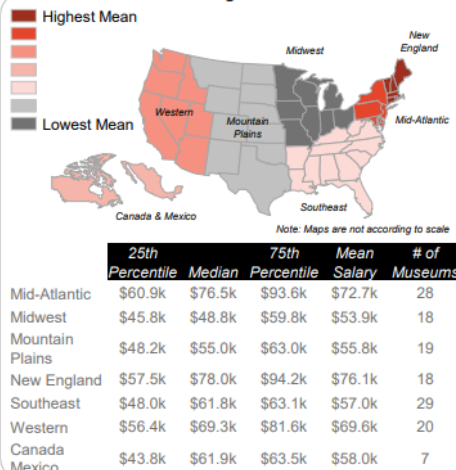 Highest Mean
Lowest Mean
New
England
Midwest
Western
Mountain
Plains
Mid-Atlantic
Southeast
Canada & Mexico
Note: Maps are not according to scale
25th Percentile Median 75th Percentile Mean Salary # of Museums
Mid-Atlantic $60.9k $76.5k $93.6k $72.7k 28
Midwest $45.8k $48.8k $59.8k $53.9k 18
Mountain
Plains $48.2k $55.0k $63.0k $55.8k 19
New England $57.5k $78.0k $94.2k $76.1k 18
Southeast $48.0k $61.8k $63.1k $57.0k 29
Western $56.4k $69.3k $81.6k $69.6k 20
Canada
Mexico $43.8k $61.9k $63.5k $58.0k 7